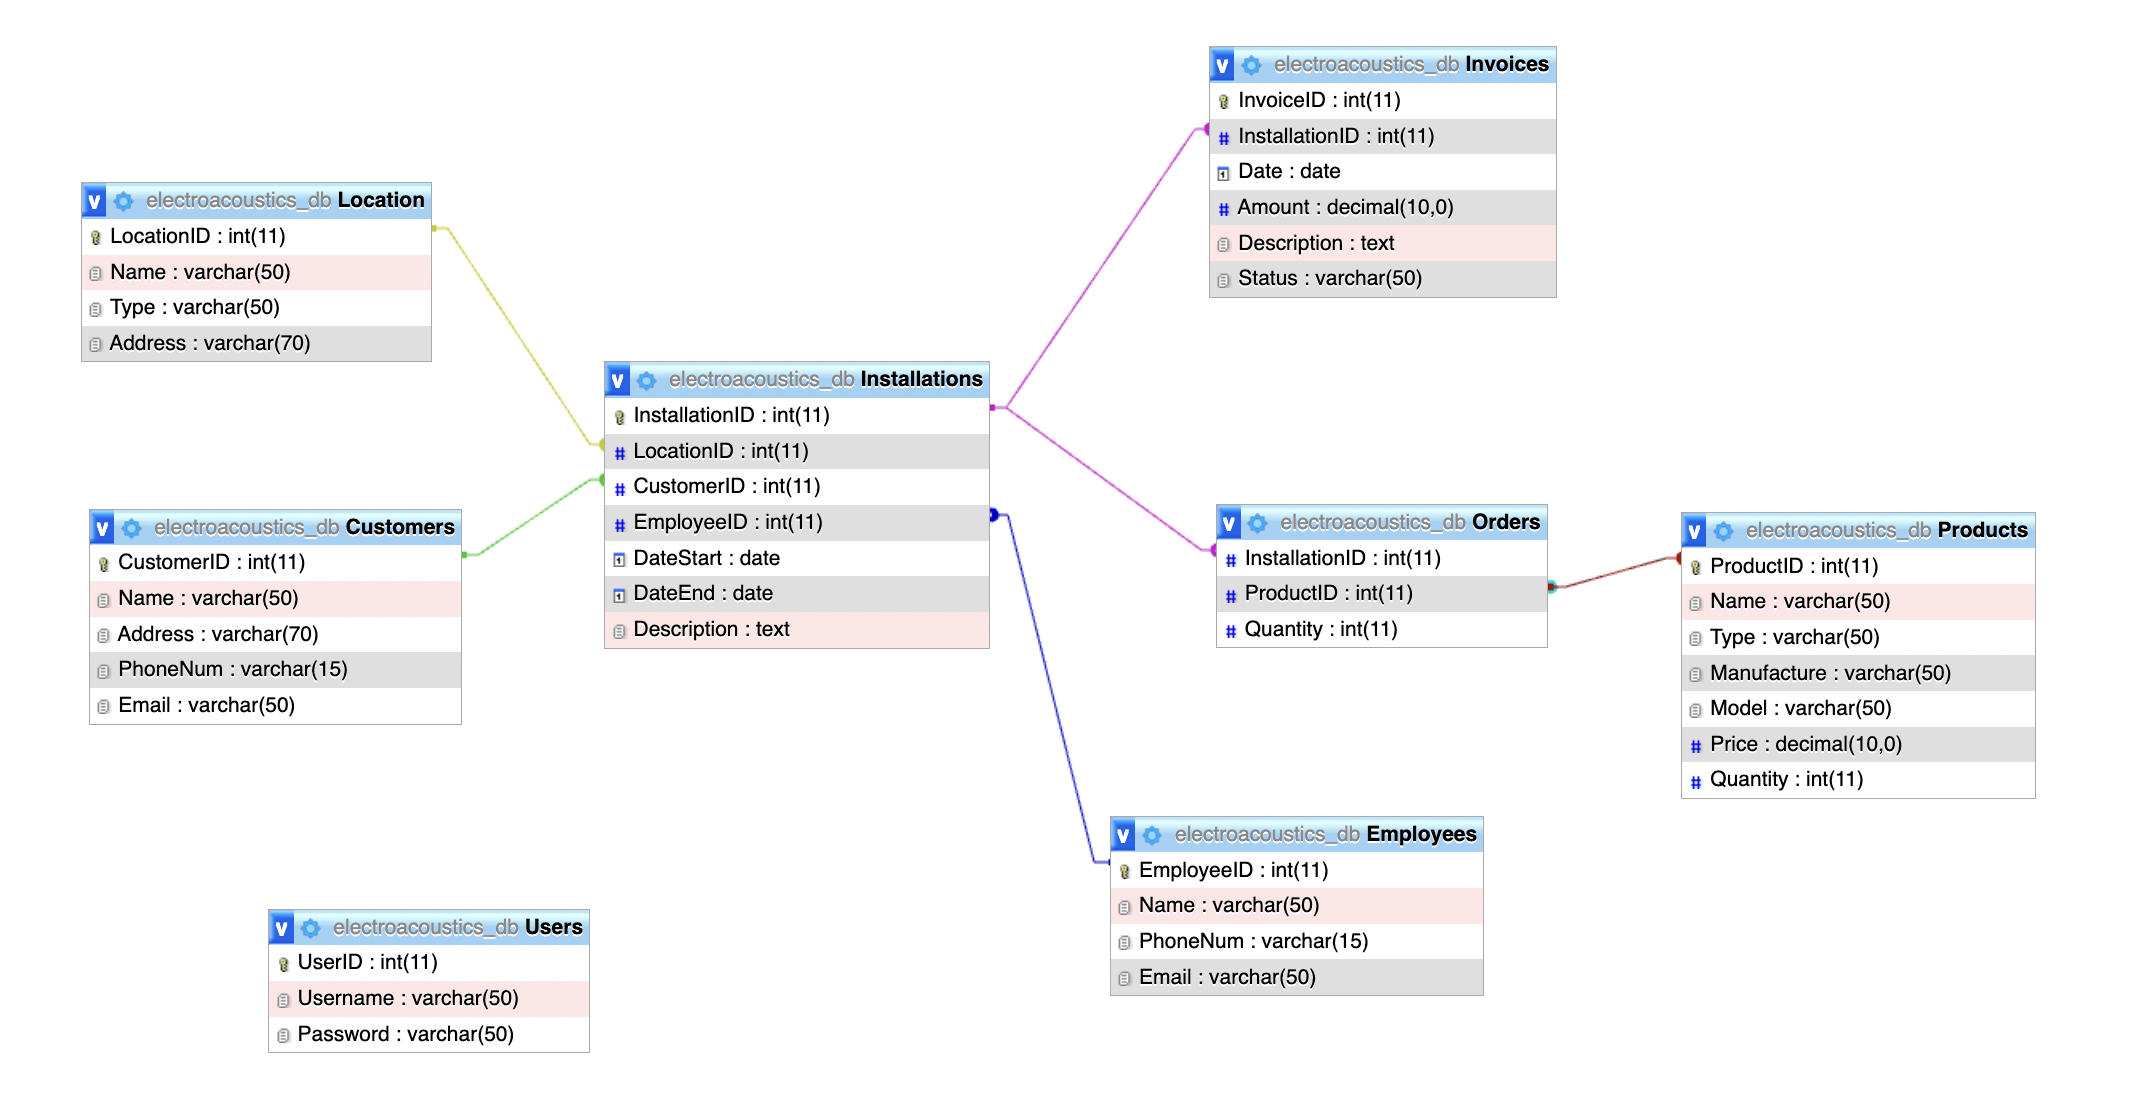 electroacoustics_db Invoices
InvoiceID : int(11)
InstallationID : int(11)
Date : date
Amount : decimal(10,0)
Description : text
Status : varchar(50)
electroacoustics_db Location
LocationID : int(11)
Name : varchar(50)
Type : varchar(50)
Address : varchar(70)
electroacoustics_db Installations
InstallationID : int(11)
LocationID : int(11)
CustomerID : int(11)
EmployeeID : int(11)
DateStart : date
DateEnd : date
Description : text
electroacoustics_db Customers
CustomerID : int(11)
Name : varchar(50)
Address : varchar(70)
PhoneNum : varchar(15)
Email : varchar(50)
electroacoustics_db Orders
InstallationID : int(11)
ProductID : int(11)
Quantity : int(11)
electroacoustics_db Products
ProductID : int(11)
Name : varchar(50)
Type : varchar(50)
Manufacture : varchar(50)
Model : varchar(50)
Price : decimal(10,0)
Quantity : int(11)
electroacoustics_db Employees
EmployeeID : int(11)
Name : varchar(50)
PhoneNum : varchar(15)
Email : varchar(50)
electroacoustics_db Users
UserID : int(11)
Username : varchar(50)
Password : varchar(50)